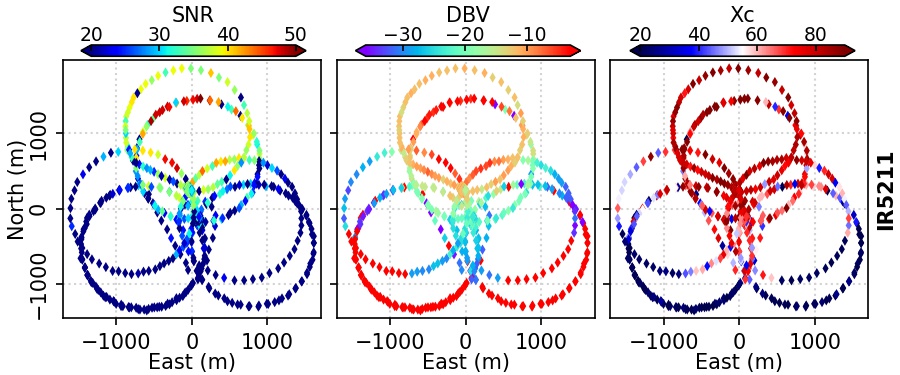 SNR DBV Xc
20 30 40 50 −30 −20 −10 20 40 60 80
North (m)
1000
0
−1000
IR5211
−1000 0 1000 −1000 0 1000 −1000 0 1000
East (m) East (m) East (m)